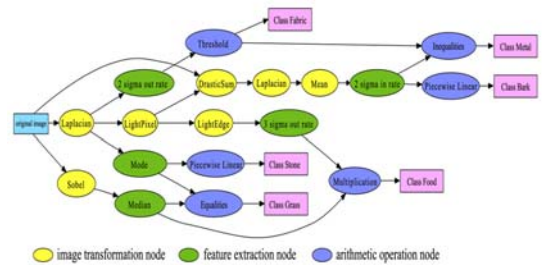 Class Fabric
Threshold
Inequalities
Class Metal
2 sigma out rate
DrasticSum
Laplacian
Mean
2 sigma in rate
Piecewise Linear
Class Bark
original image
Laplacian
LightPixel
LightEdge
3 sigma out rate
Mode
Piecewise Linear
Class Stone
Sobel
Multiplication
Class Food
Median
Equalities
Class Grass
image transformation node
feature extraction node
arithmetic operation node